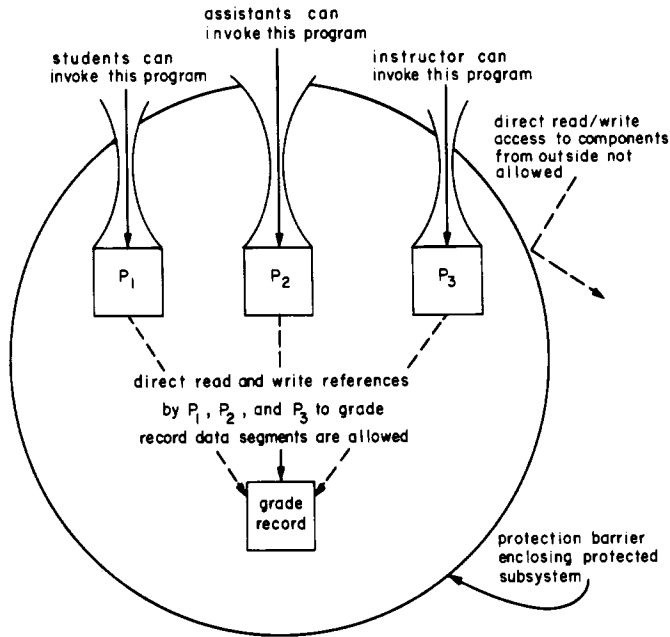 assistants can
invoke this program
students can
invoke this program
instructor can
invoke this program
direct read/write
access to components
from outside not
allowed
P₁
P₂
P₃
direct read and write references
by P₁, P₂, and P₃ to grade
record data segments are allowed
grade
record
protection barrier
enclosing protected
subsystem